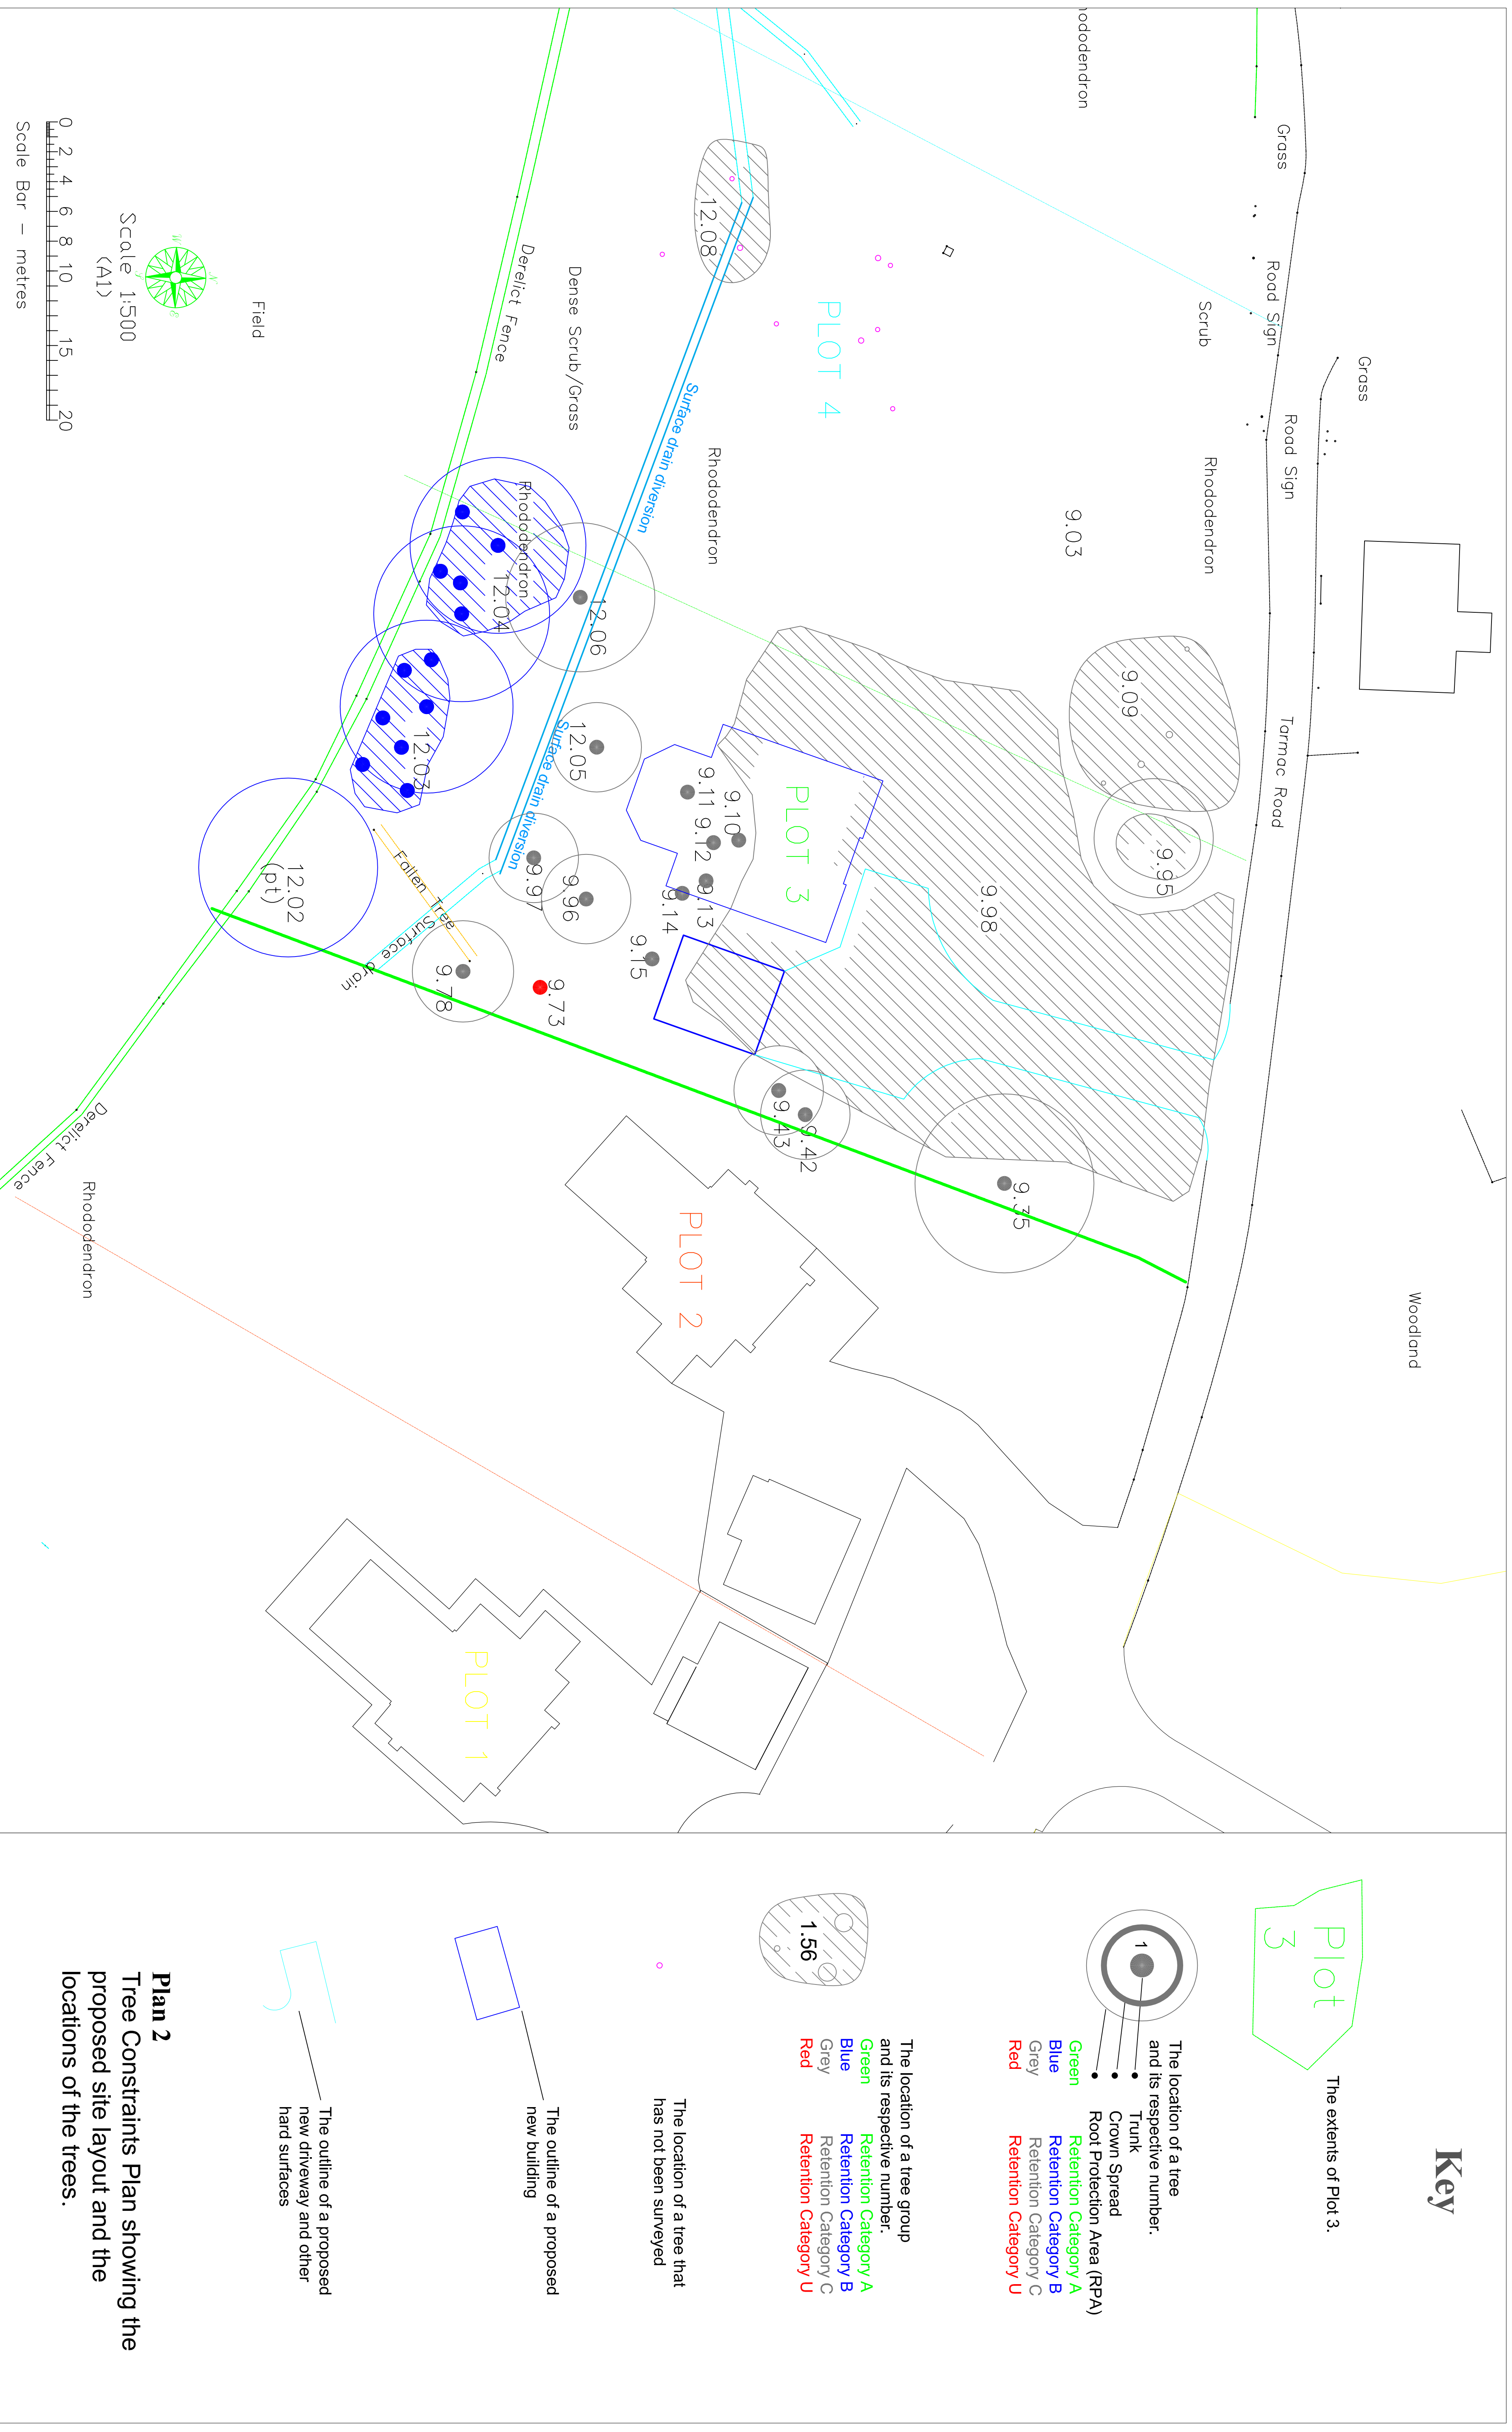 hododendron
Grass
Road Sign
Grass
Scrub
Road Sign
Rhododendron
9.03
Tarmac Road
Woodland
PLOT 4
12.08
Dense Scrub/Grass
Derelict Fence
Field
Rhododendron
Surface drain diversion
Rhododendron
12.04
12.06
12.03
12.05
Surface drain diversion
9.09
9.95
9.98
9.11
9.10
9.12
PLOT 3
9.13
9.14
9.15
9.97
9.96
12.02
(pt)
Fallen Tree
Surface drain
9.78
9.73
9.43
9.42
9.35
Derelict Fence
Rhododendron
PLOT 2
PLOT 1
Scale 1:500
(A1)
0 2 4 6 8 10 15 20
Scale Bar – metres
Key
Plot
3
The extents of Plot 3.
1
The location of a tree
and its respective number.
Trunk
Crown Spread
Root Protection Area (RPA)
Green Retention Category A
Blue Retention Category B
Grey Retention Category C
Red Retention Category U
1.56
The location of a tree group
and its respective number.
Green Retention Category A
Blue Retention Category B
Grey Retention Category C
Red Retention Category U
The location of a tree that
has not been surveyed
The outline of a proposed
new building
The outline of a proposed
new driveway and other
hard surfaces
Plan 2
Tree Constraints Plan showing the
proposed site layout and the
locations of the trees.